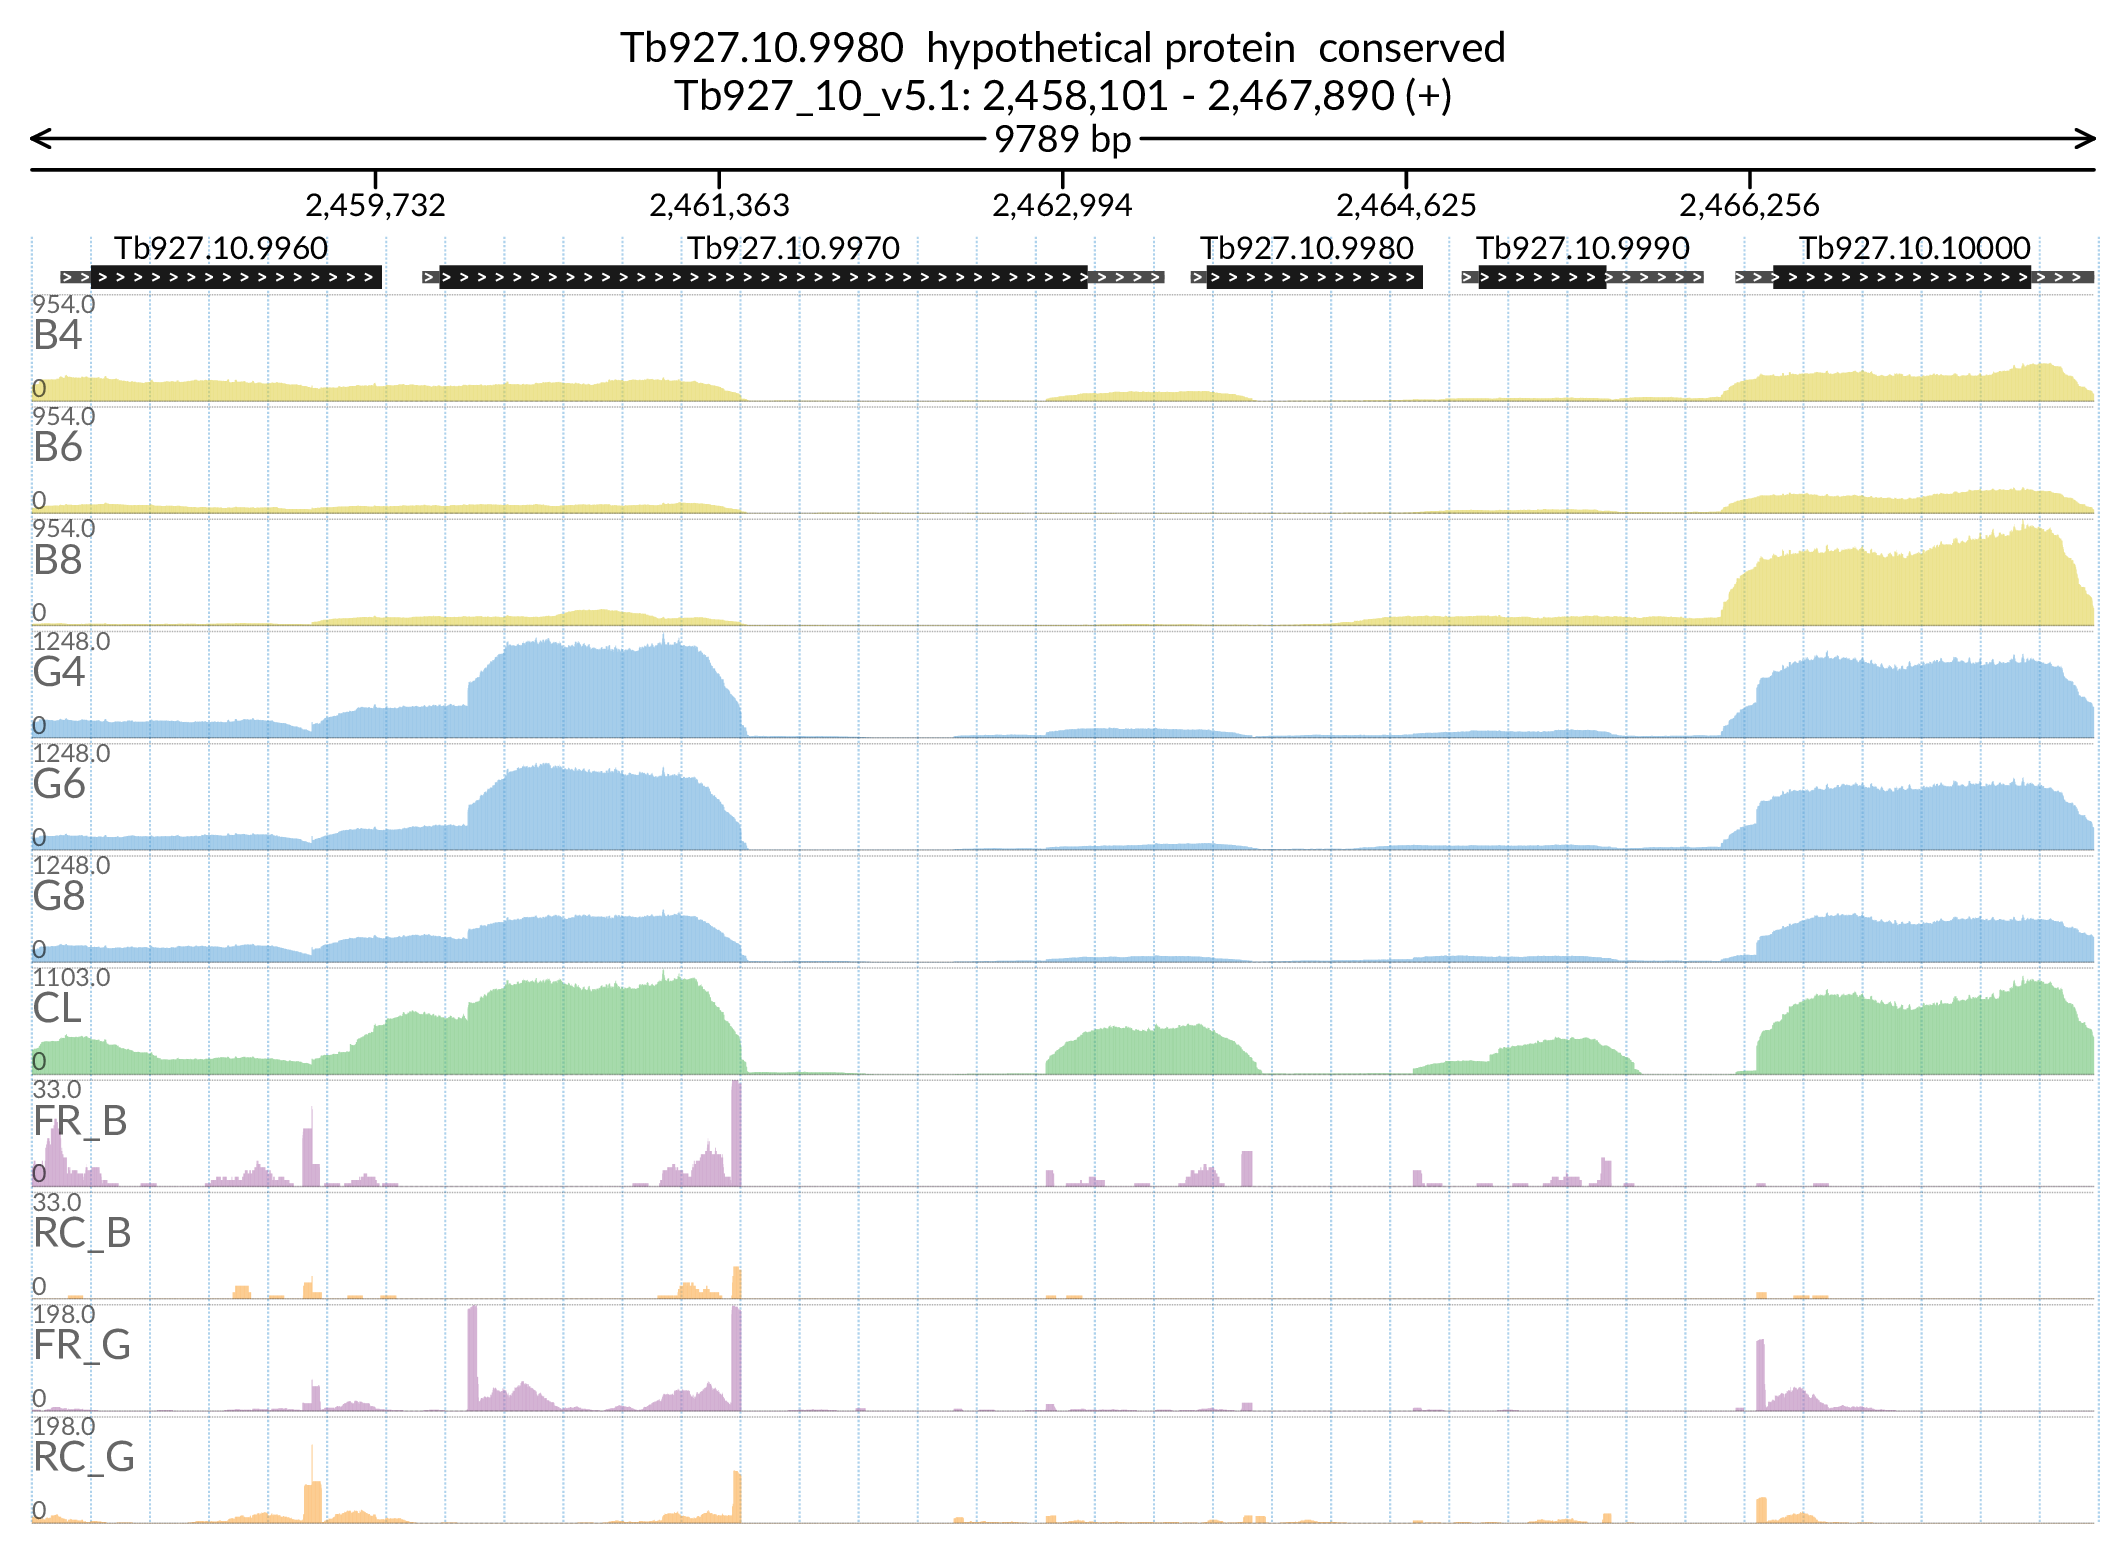 Tb927.10.9980  hypothetical protein  conserved
Tb927_10_v5.1: 2,458,101 - 2,467,890 (+)
9789 bp
2,459,732 2,461,363 2,462,994 2,464,625 2,466,256
Tb927.10.9960 Tb927.10.9970 Tb927.10.9980 Tb927.10.9990 Tb927.10.10000
954.0
B4
0
954.0
B6
0
954.0
B8
0
1248.0
G4
0
1248.0
G6
0
1248.0
G8
0
1103.0
CL
0
33.0
FR_B
0
33.0
RC_B
0
198.0
FR_G
0
198.0
RC_G
0